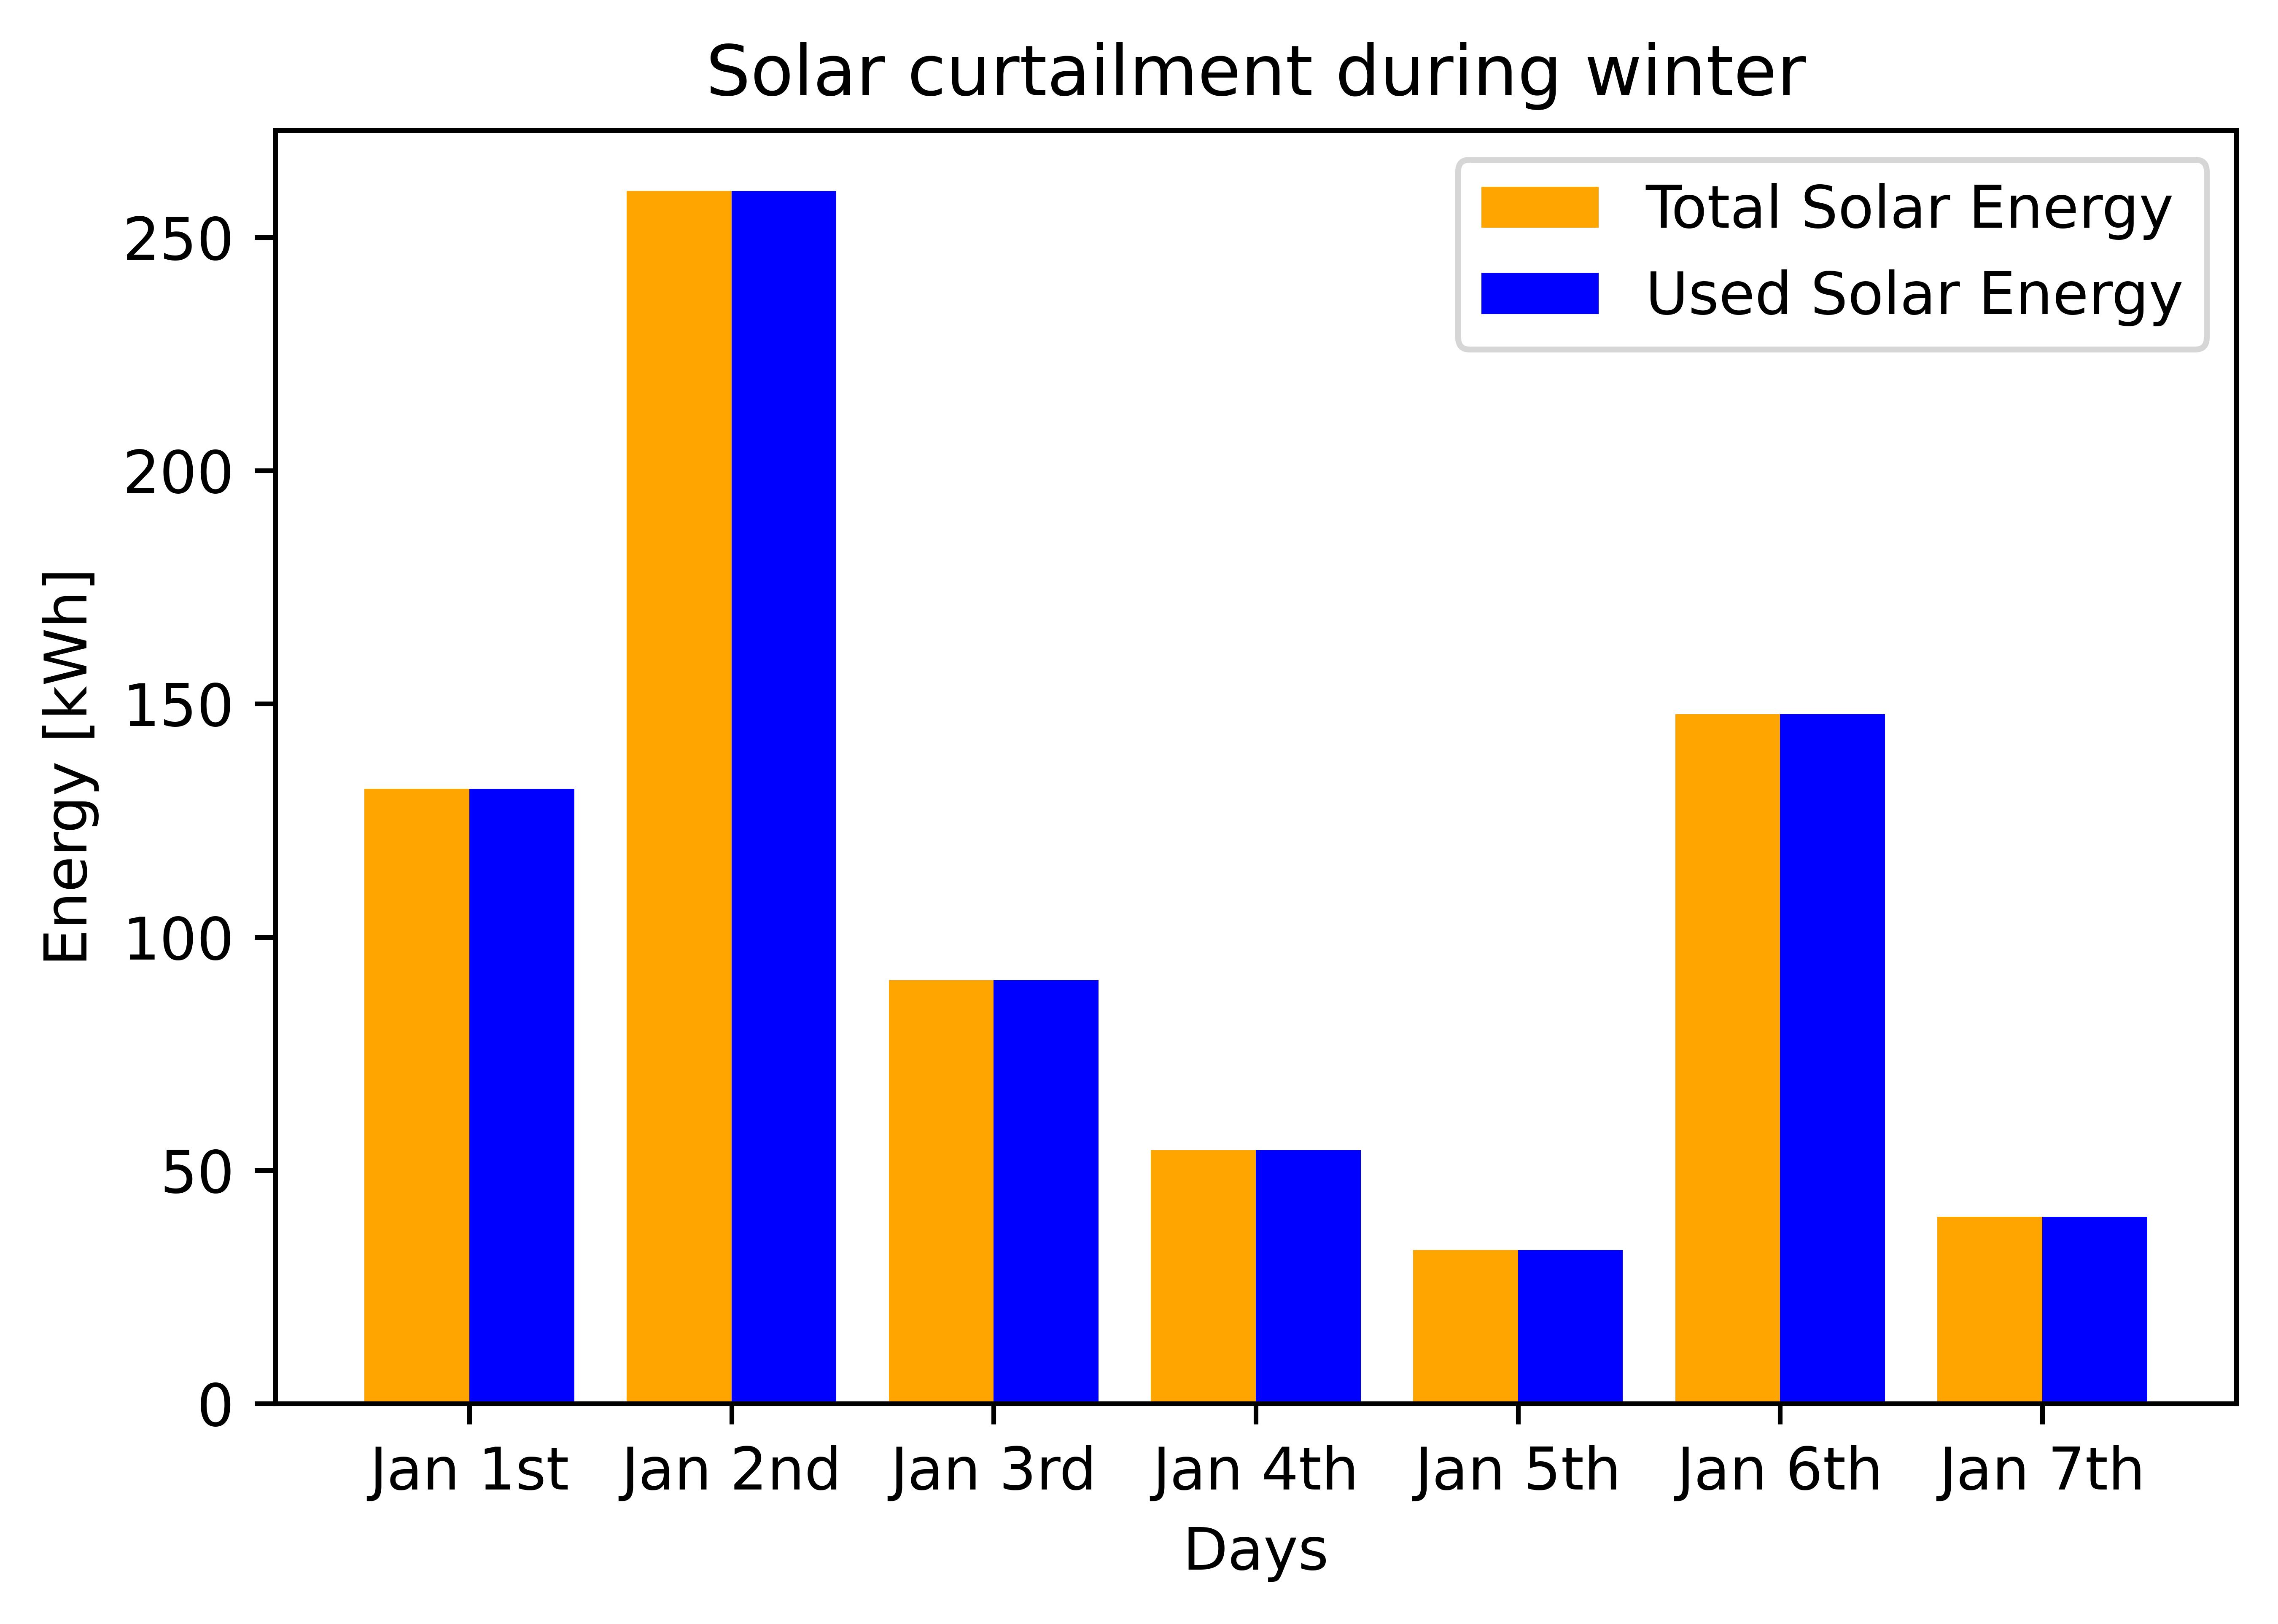 Solar curtailment during winter
Total Solar Energy
Used Solar Energy
Energy [kWh]
250
200
150
100
50
0
Jan 1st Jan 2nd Jan 3rd Jan 4th Jan 5th Jan 6th Jan 7th
Days